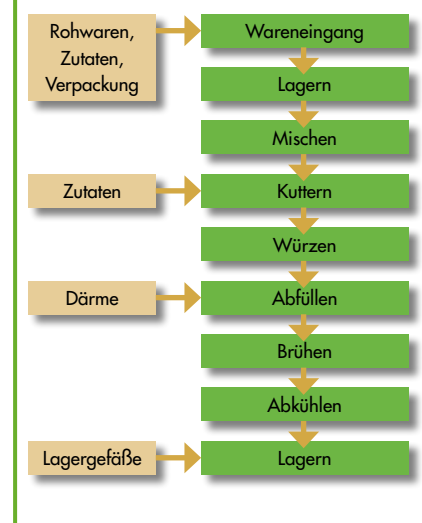 Rohwaren,
Zutaten,
Verpackung
Wareneingang
Lagern
Mischen
Zutaten
Kuttern
Würzen
Därme
Abfüllen
Brühen
Abkühlen
Lagergefäße
Lagern